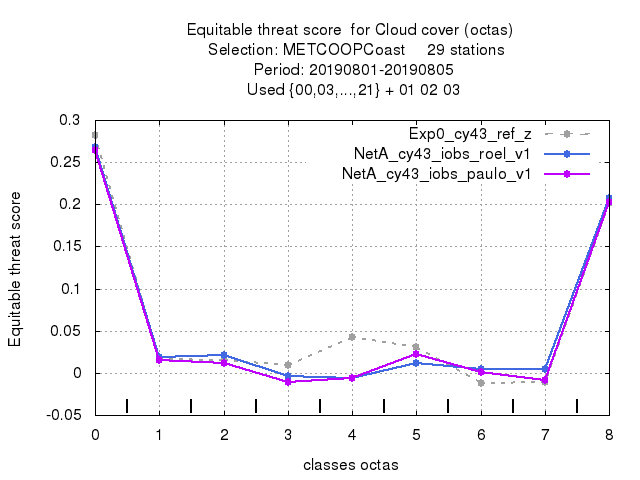 Equitable threat score for Cloud cover (octas)
Selection: METCOOPCoast 29 stations
Period: 20190801-20190805
Used {00,03,...,21} + 01 02 03
Exp0_cy43_ref_z
NetA_cy43_iobs_roel_v1
NetA_cy43_iobs_paulo_v1
Equitable threat score
0.3
0.25
0.2
0.15
0.1
0.05
0
-0.05
0 1 2 3 4 5 6 7 8
classes octas